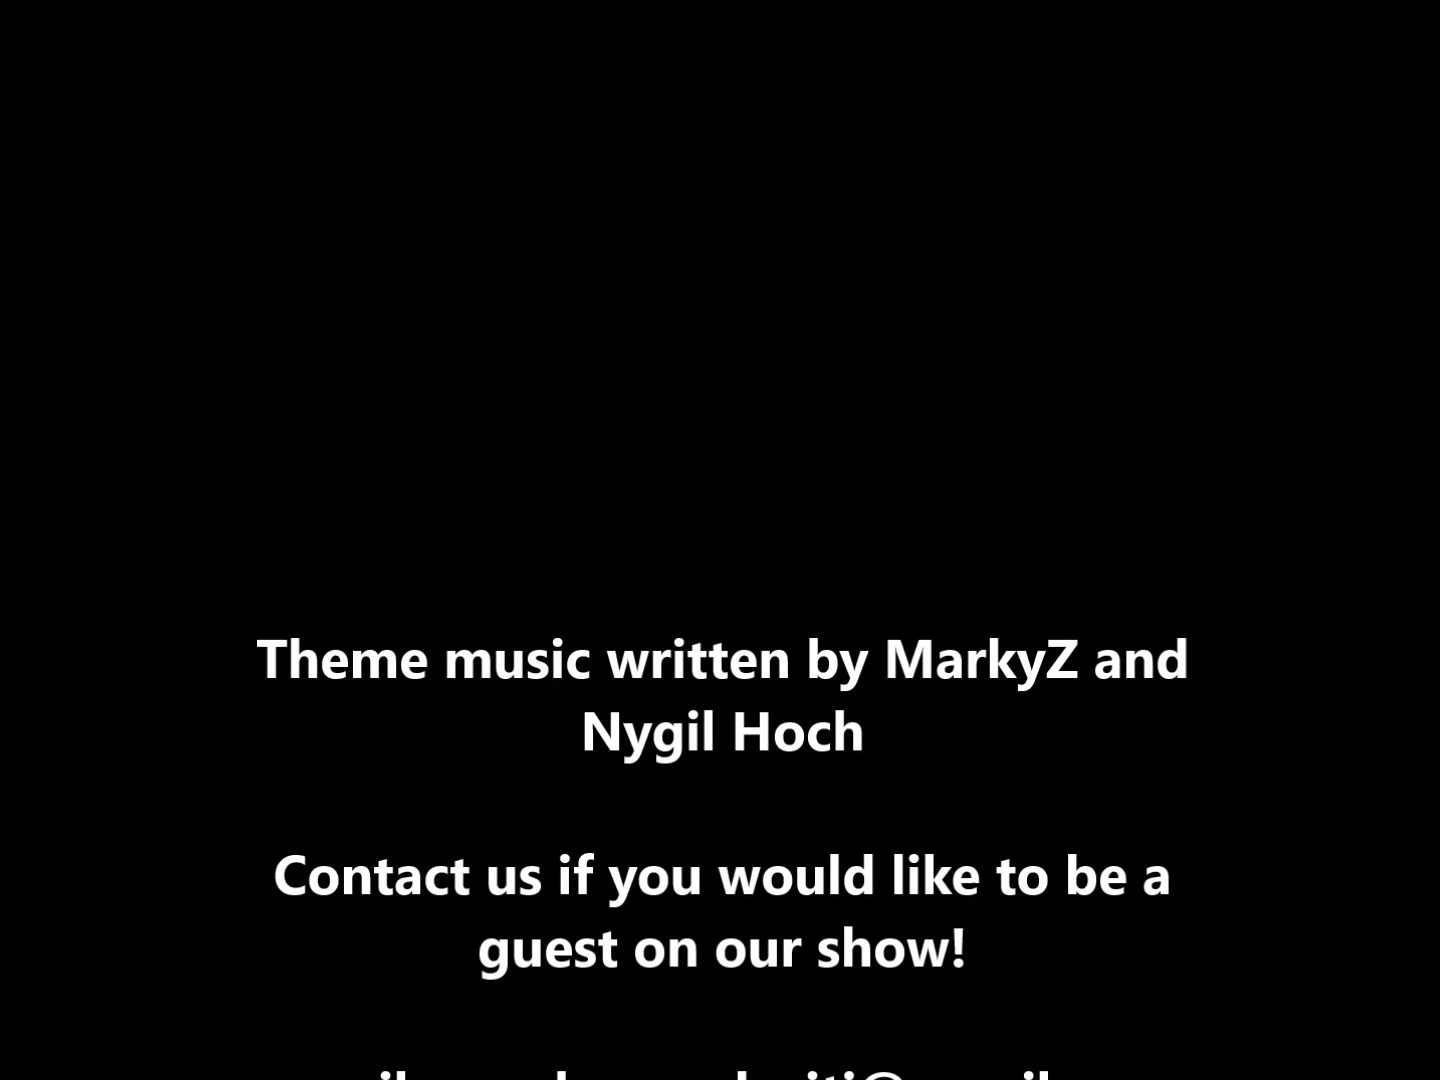 Theme music written by MarkyZ and
Nygil Hoch
Contact us if you would like to be a
guest on our show!